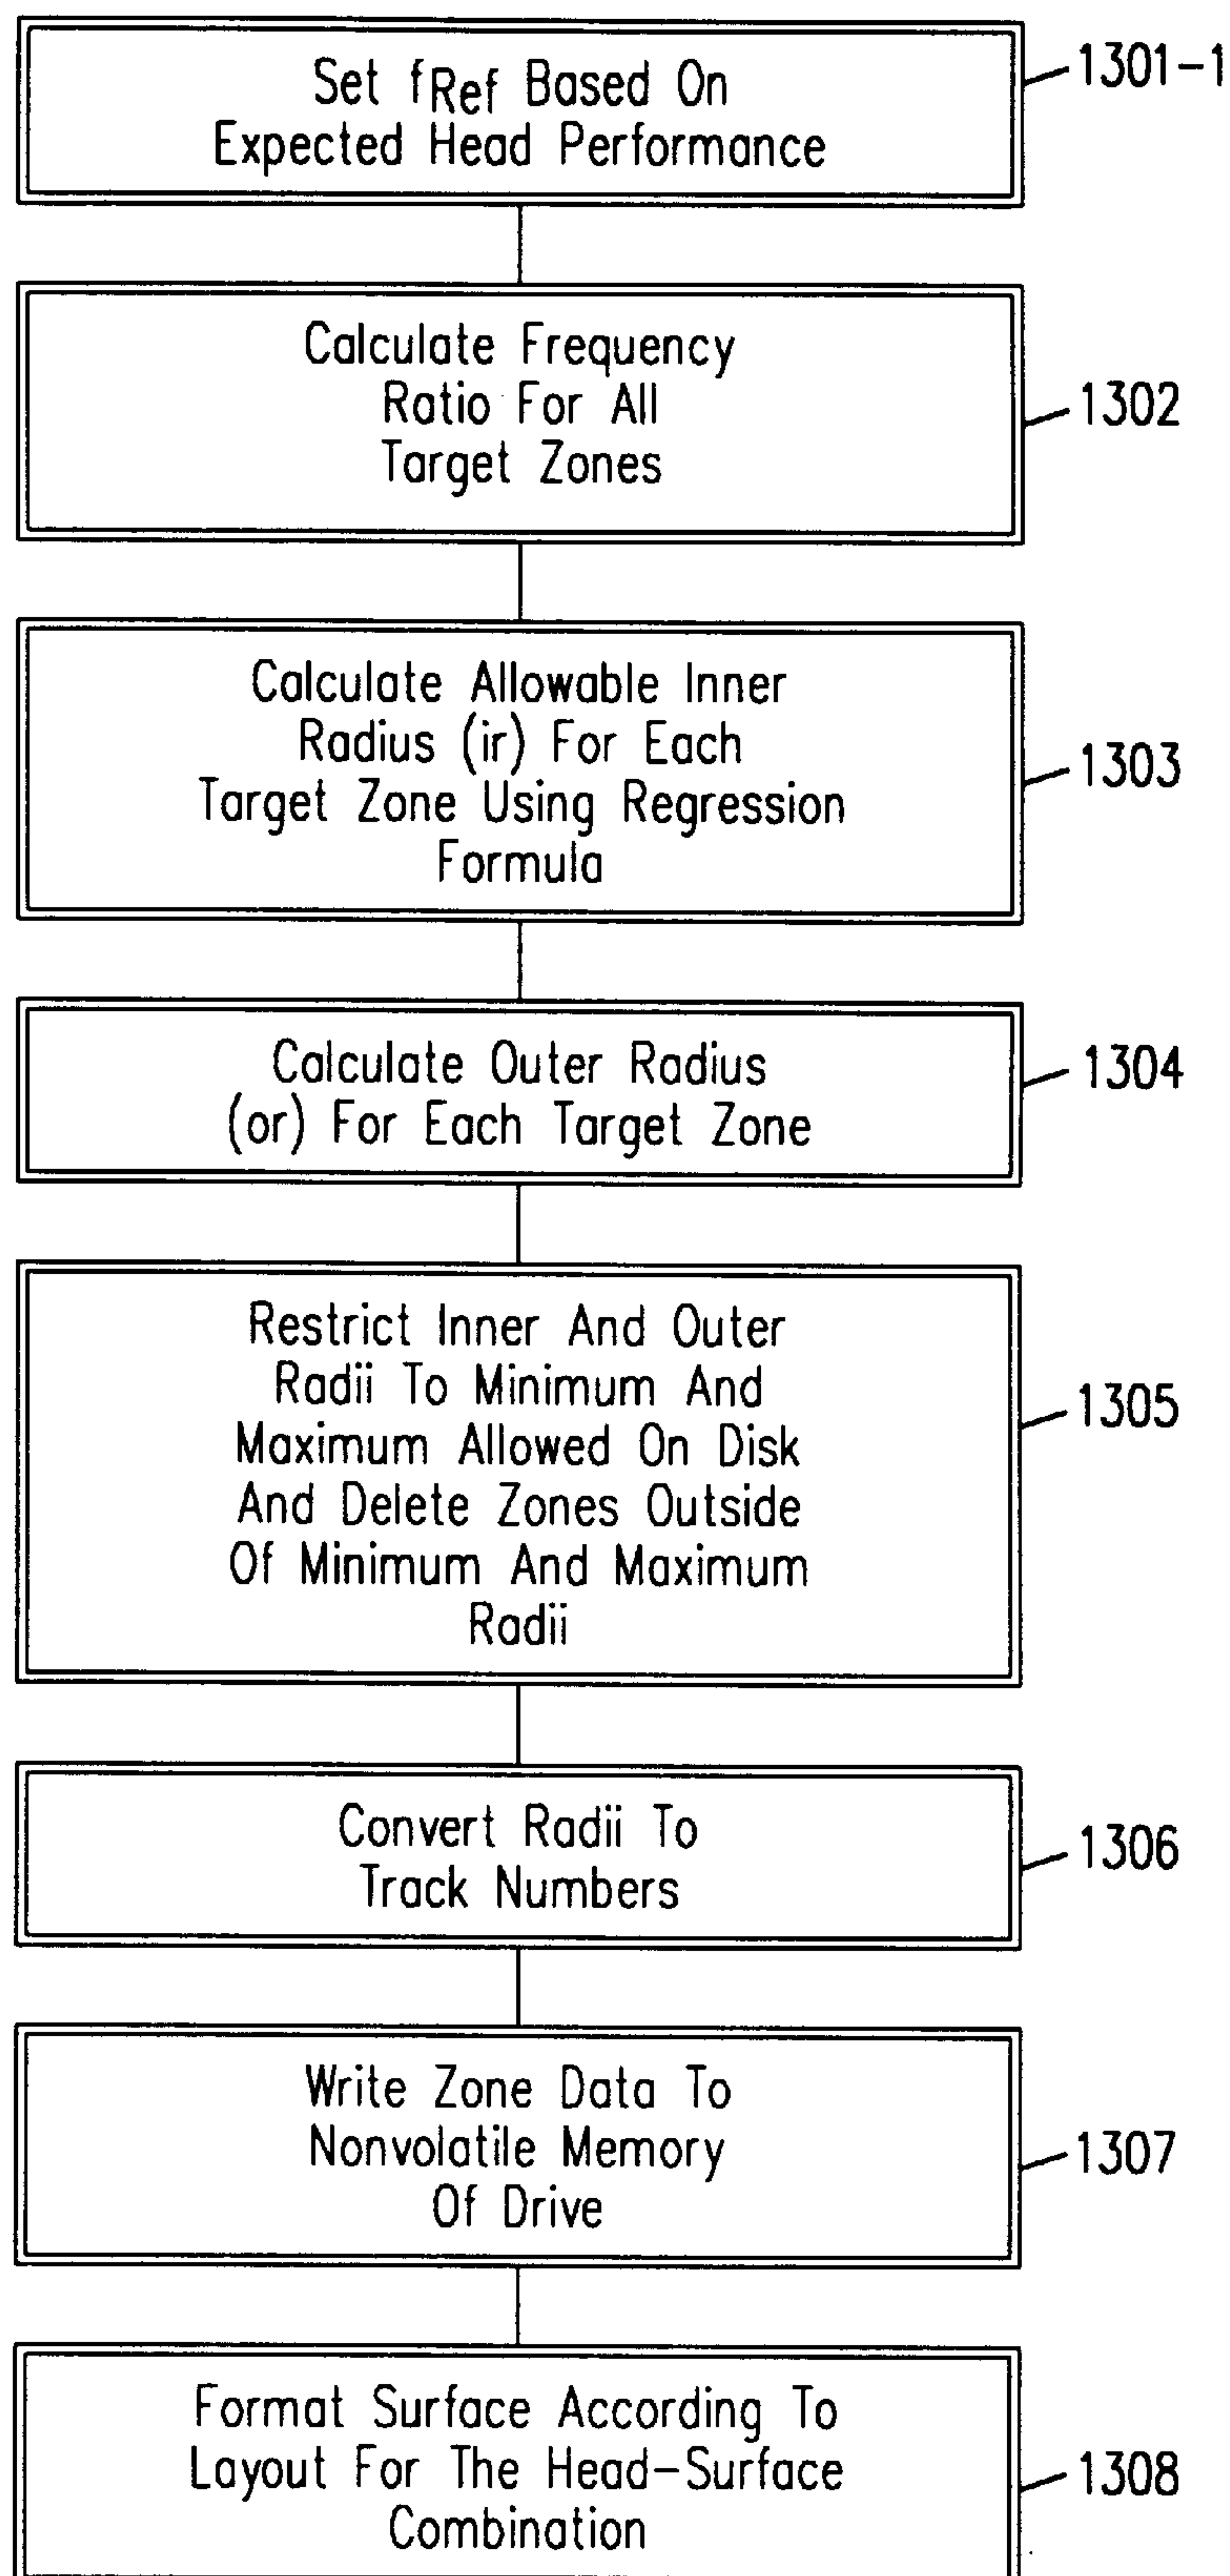 Set fRef Based On
Expected Head Performance
1301-1
Calculate Frequency
Ratio For All
Target Zones
1302
Calculate Allowable Inner
Radius (ir) For Each
Target Zone Using Regression
Formula
1303
Calculate Outer Radius
(or) For Each Target Zone
1304
Restrict Inner And Outer
Radii To Minimum And
Maximum Allowed On Disk
And Delete Zones Outside
Of Minimum And Maximum
Radii
1305
Convert Radii To
Track Numbers
1306
Write Zone Data To
Nonvolatile Memory
Of Drive
1307
Format Surface According To
Layout For The Head-Surface
Combination
1308